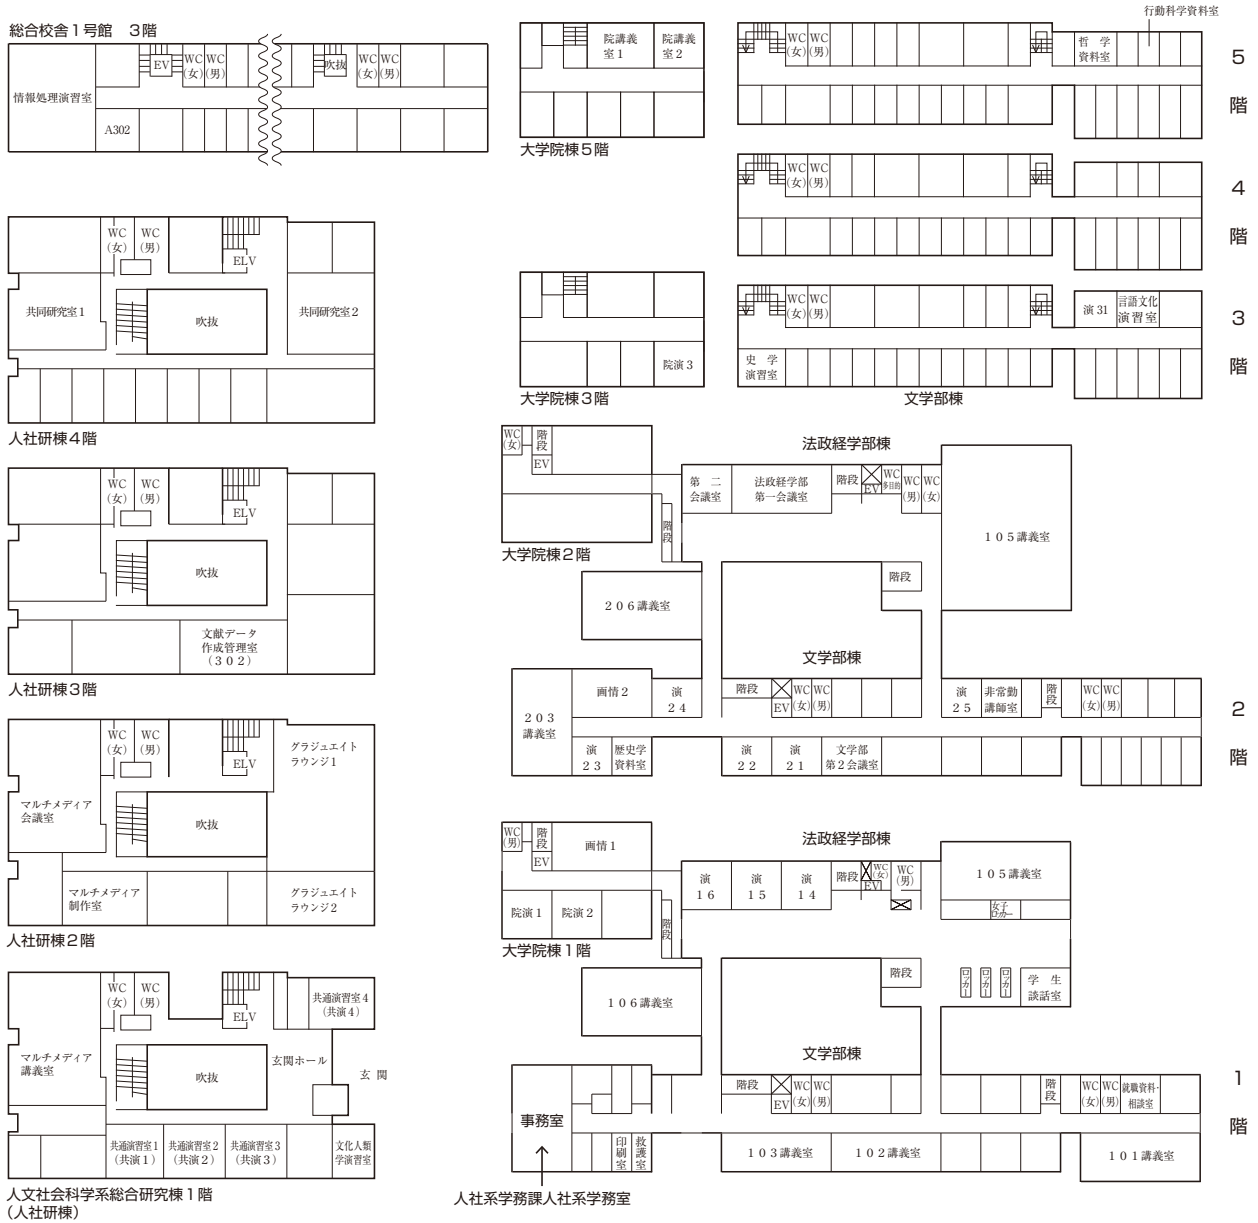 総合校舎１号館　３階
EV
WC
(女)
WC
(男)
吹抜
WC
(女)
WC
(男)
情報処理演習室
A302
WC
(女)
WC
(男)
ELV
共同研究室１
吹抜
共同研究室２
人社研棟４階
WC
(女)
WC
(男)
ELV
吹抜
文献データ
作成管理室
（３０２）
人社研棟３階
WC
(女)
WC
(男)
ELV
グラジュエイト
ラウンジ１
マルチメディア
会議室
吹抜
マルチメディア
制作室
グラジュエイト
ラウンジ２
人社研棟２階
WC
(女)
WC
(男)
ELV
共通演習室４
（共演４）
マルチメディア
講義室
吹抜
玄関ホール
玄 関
共通演習室１
（共演１）
共通演習室２
（共演２）
共通演習室３
（共演３）
文化人類
学演習室
人文社会科学系総合研究棟１階
（人社研棟）
院講義
室１
院講義
室２
大学院棟５階
行動科学資料室
WC
(女)
WC
(男)
哲　学
資料室
５
階
WC
(女)
WC
(男)
４
階
院演３
大学院棟３階
WC
(女)
WC
(男)
演 31
言語文化
演習室
史　学
演習室
３
階
文学部棟
WC
(女)
階
段
EV
階
段
大学院棟２階
法政経学部棟
第　二
会議室
法政経学部
第一会議室
階段
EV
WC
多目的
WC
(男)
WC
(女)
１０５講義室
階段
２０６講義室
文学部棟
２０３
講義室
画情２
演
２４
階段
EV
WC
(女)
WC
(男)
演
２５
非常勤
講師室
階
段
WC
(女)
WC
(男)
演
２３
歴史学
資料室
演
２２
演
２１
文学部
第２会議室
２
階
WC
(男)
階
段
EV
画情１
院演１
院演２
階
段
大学院棟１階
法政経学部棟
演
１６
演
１５
演
１４
階段
EV
WC
(女)
WC
(男)
１０５講義室
女子
ロッカー
階段
ロッカー
ロッカー
ロッカー
学　生
談話室
１０６講義室
文学部棟
事務室
階段
EV
WC
(女)
WC
(男)
階
段
WC
(女)
WC
(男)
就職資料・
相談室
印
刷
室
救
護
室
１０３講義室
１０２講義室
１０１講義室
１
階
人社系学務課人社系学務室